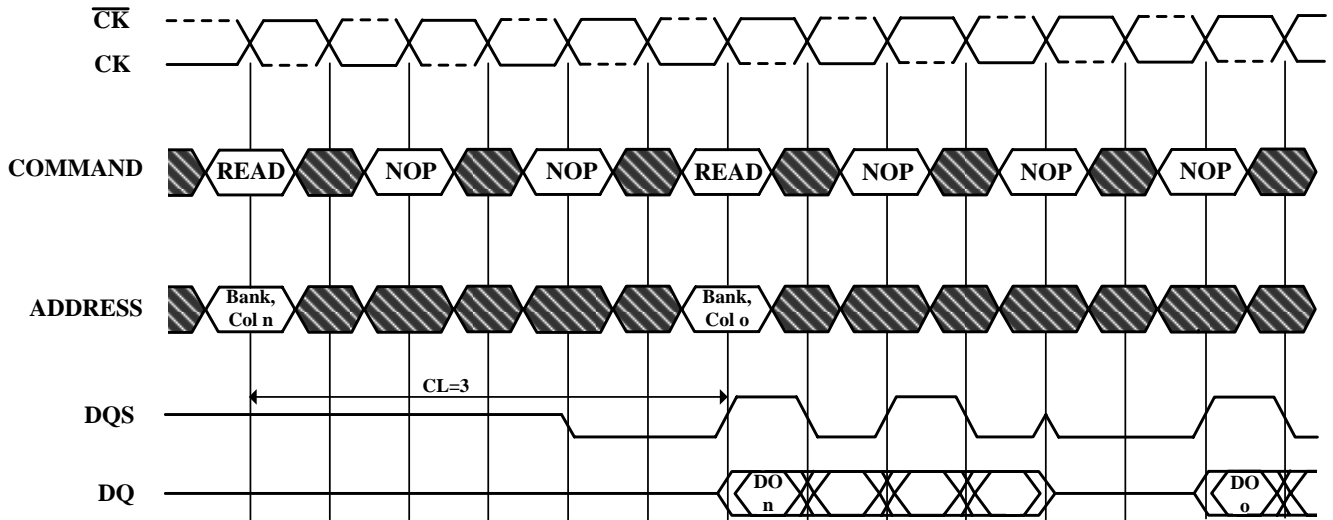 CK
CK
COMMAND READ NOP NOP READ NOP NOP NOP
ADDRESS Bank, Col n Bank, Col o
CL=3
DQS
DQ DO n DO o